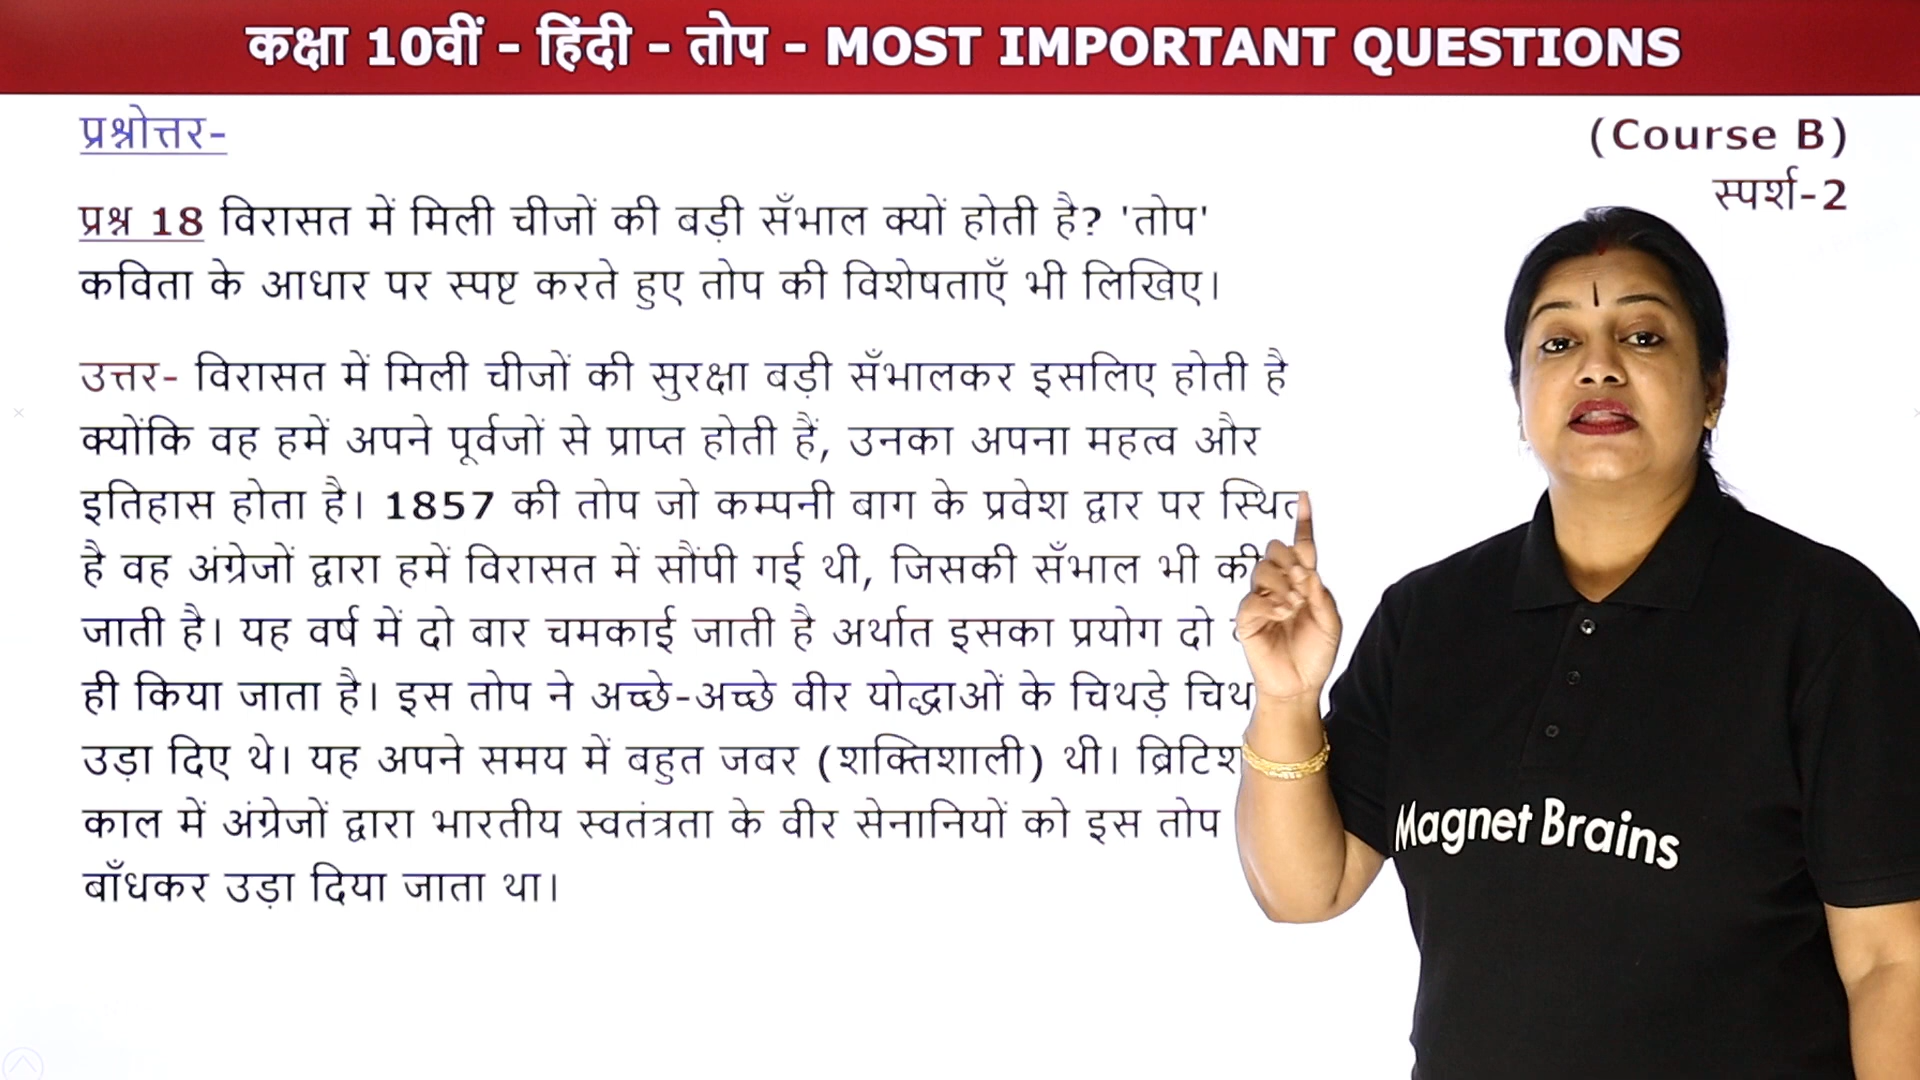 कक्षा 10वीं - हिंदी - तोप - MOST IMPORTANT QUESTIONS
प्रश्नोत्तर-
(Course B)
स्पर्श-2
प्रश्न 18 विरासत में मिली चीजों की बड़ी सँभाल क्यों होती है? 'तोप'
कविता के आधार पर स्पष्ट करते हुए तोप की विशेषताएँ भी लिखिए।
उत्तर- विरासत में मिली चीजों की सुरक्षा बड़ी सँभालकर इसलिए होती है
क्योंकि वह हमें अपने पूर्वजों से प्राप्त होती हैं, उनका अपना महत्व और
इतिहास होता है। 1857 की तोप जो कम्पनी बाग के प्रवेश द्वार पर स्थित
है वह अंग्रेजों द्वारा हमें विरासत में सौंपी गई थी, जिसकी सँभाल भी की
जाती है। यह वर्ष में दो बार चमकाई जाती है अर्थात इसका प्रयोग दो
ही किया जाता है। इस तोप ने अच्छे-अच्छे वीर योद्धाओं के चिथड़े
उड़ा दिए थे। यह अपने समय में बहुत जबर (शक्तिशाली) थी। ब्रिटिश
काल में अंग्रेजों द्वारा भारतीय स्वतंत्रता के वीर सेनानियों को इस तोप
बाँधकर उड़ा दिया जाता था।
Magnet Brains